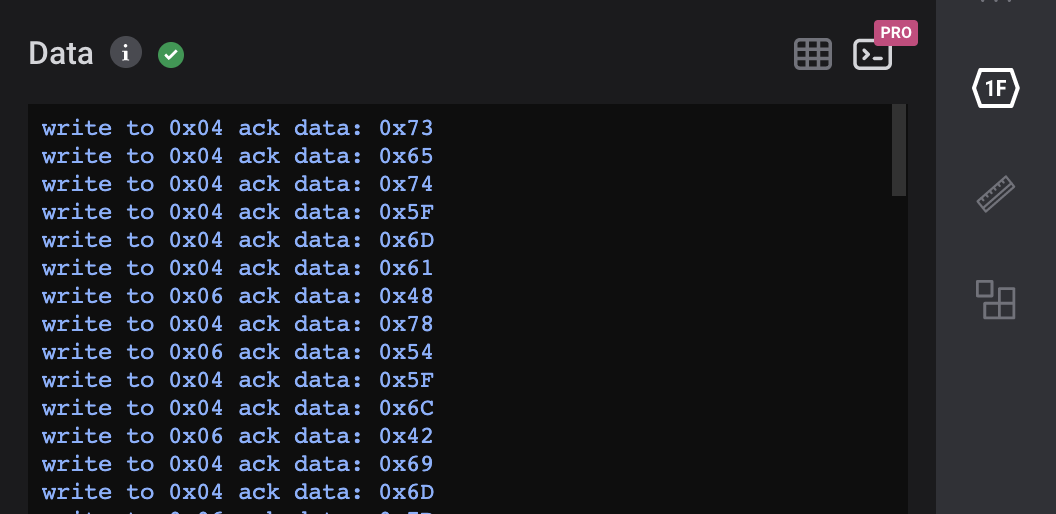 PRO
Data
1F
write to 0x04 ack data: 0x73
write to 0x04 ack data: 0x65
write to 0x04 ack data: 0x74
write to 0x04 ack data: 0x5F
write to 0x04 ack data: 0x6D
write to 0x04 ack data: 0x61
write to 0x06 ack data: 0x48
write to 0x04 ack data: 0x78
write to 0x06 ack data: 0x54
write to 0x04 ack data: 0x5F
write to 0x04 ack data: 0x6C
write to 0x06 ack data: 0x42
write to 0x04 ack data: 0x69
write to 0x04 ack data: 0x6D